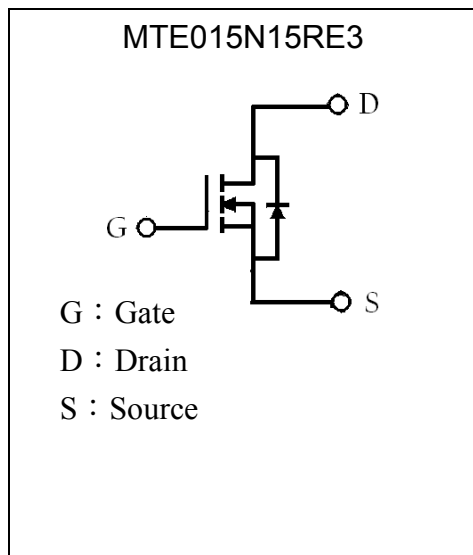 MTE015N15RE3
D
G
S
G：Gate
D：Drain
S：Source